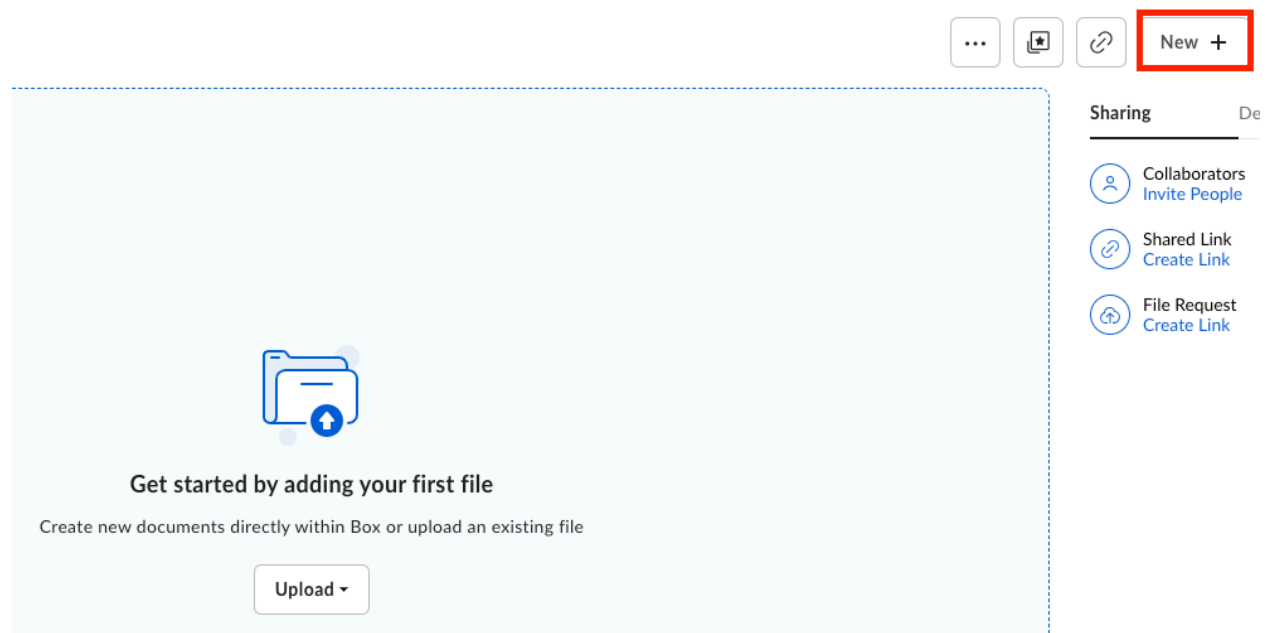 New +
Sharing
De
Collaborators
Invite People
Shared Link
Create Link
File Request
Create Link
Get started by adding your first file
Create new documents directly within Box or upload an existing file
Upload